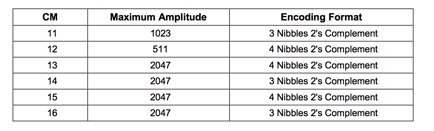 CM Maximum Amplitude Encoding Format
11 1023 3 Nibbles 2's Complement
12 511 4 Nibbles 2's Complement
13 2047 4 Nibbles 2's Complement
14 2047 3 Nibbles 2's Complement
15 2047 4 Nibbles 2's Complement
16 2047 3 Nibbles 2's Complement